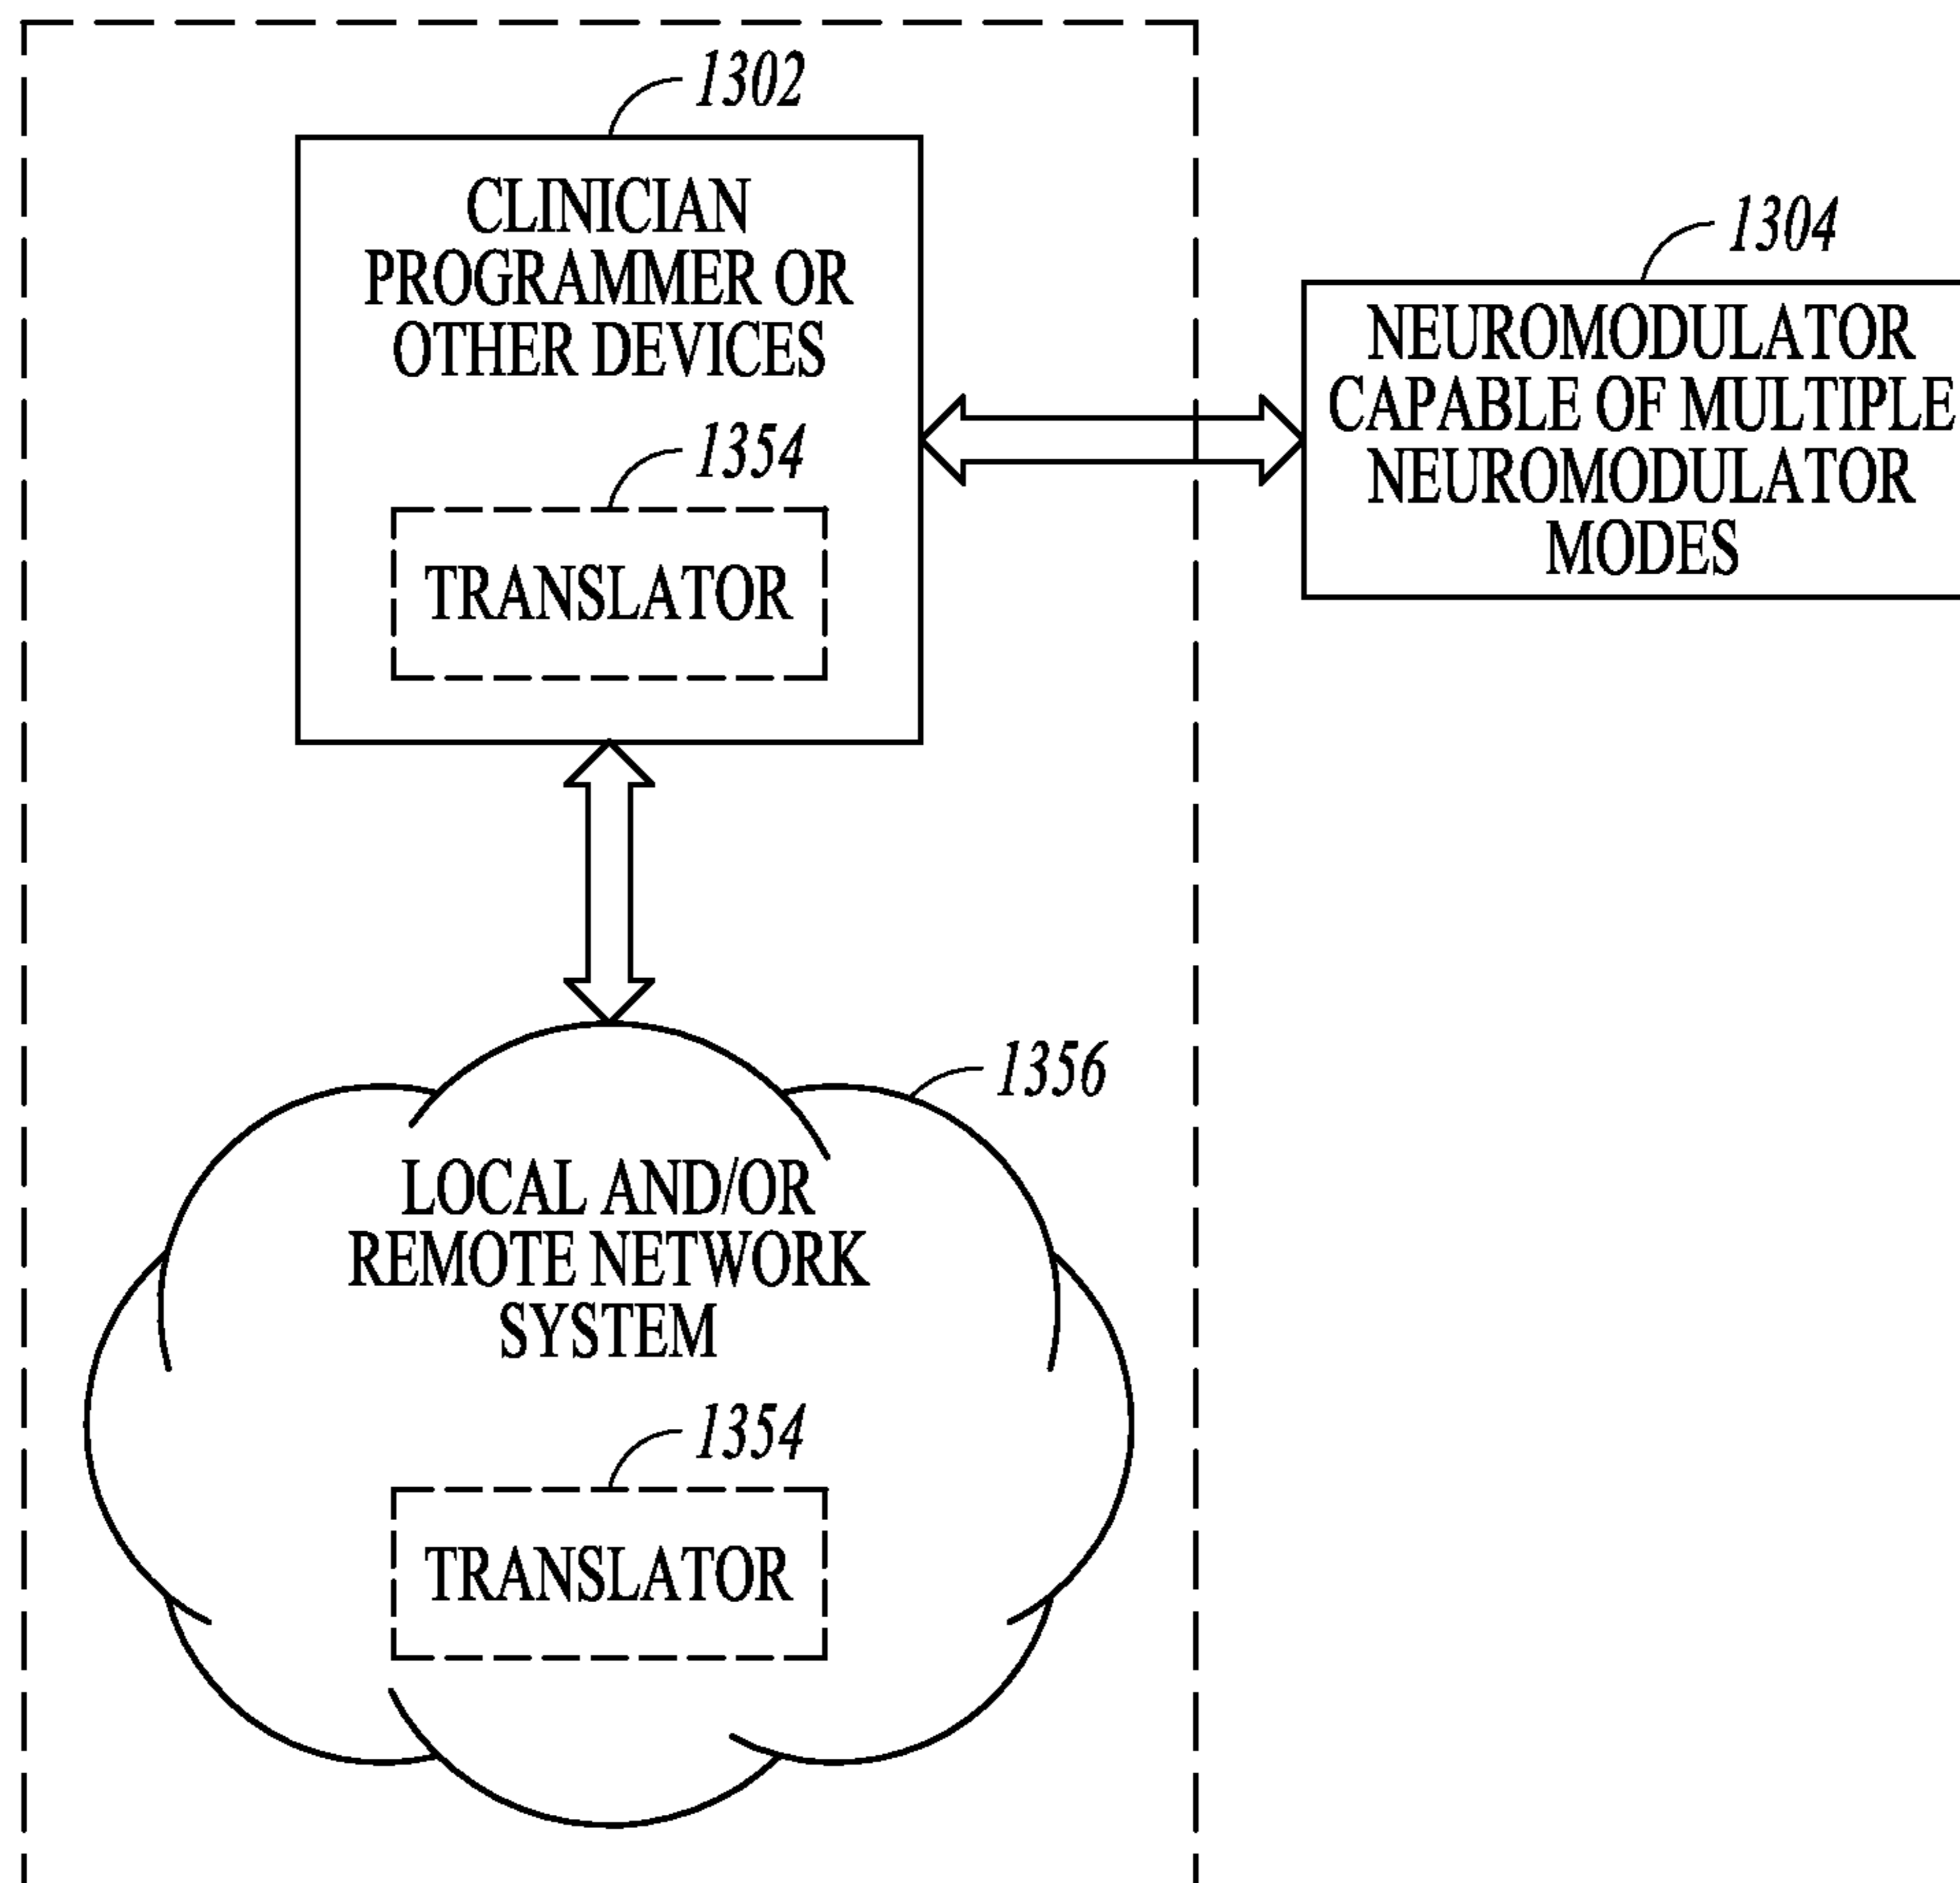 1302
CLINICIAN
PROGRAMMER OR
OTHER DEVICES
1354
TRANSLATOR
1304
NEUROMODULATOR
CAPABLE OF MULTIPLE
NEUROMODULATOR
MODES
1356
LOCAL AND/OR
REMOTE NETWORK
SYSTEM
1354
TRANSLATOR